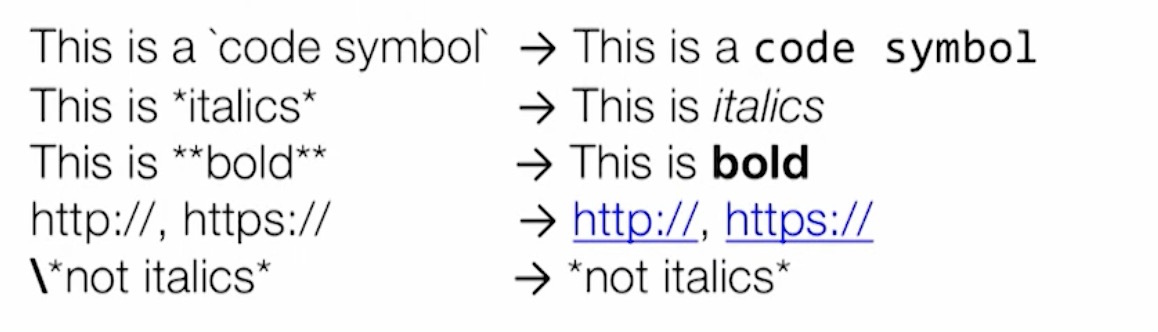 This is a `code symbol` → This is a code symbol
This is *italics* → This is italics
This is **bold** → This is bold
http://, https:// → http://, https://
\*not italics* → *not italics*